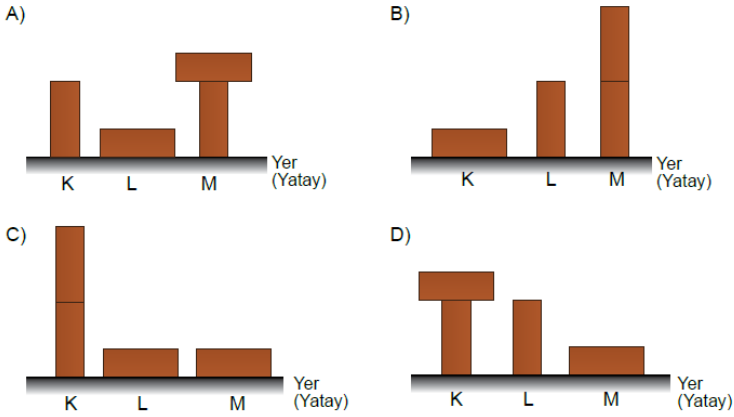 A)
K L M
Yer
(Yatay)
B)
K L M
Yer
(Yatay)
C)
K L M
Yer
(Yatay)
D)
K L M
Yer
(Yatay)